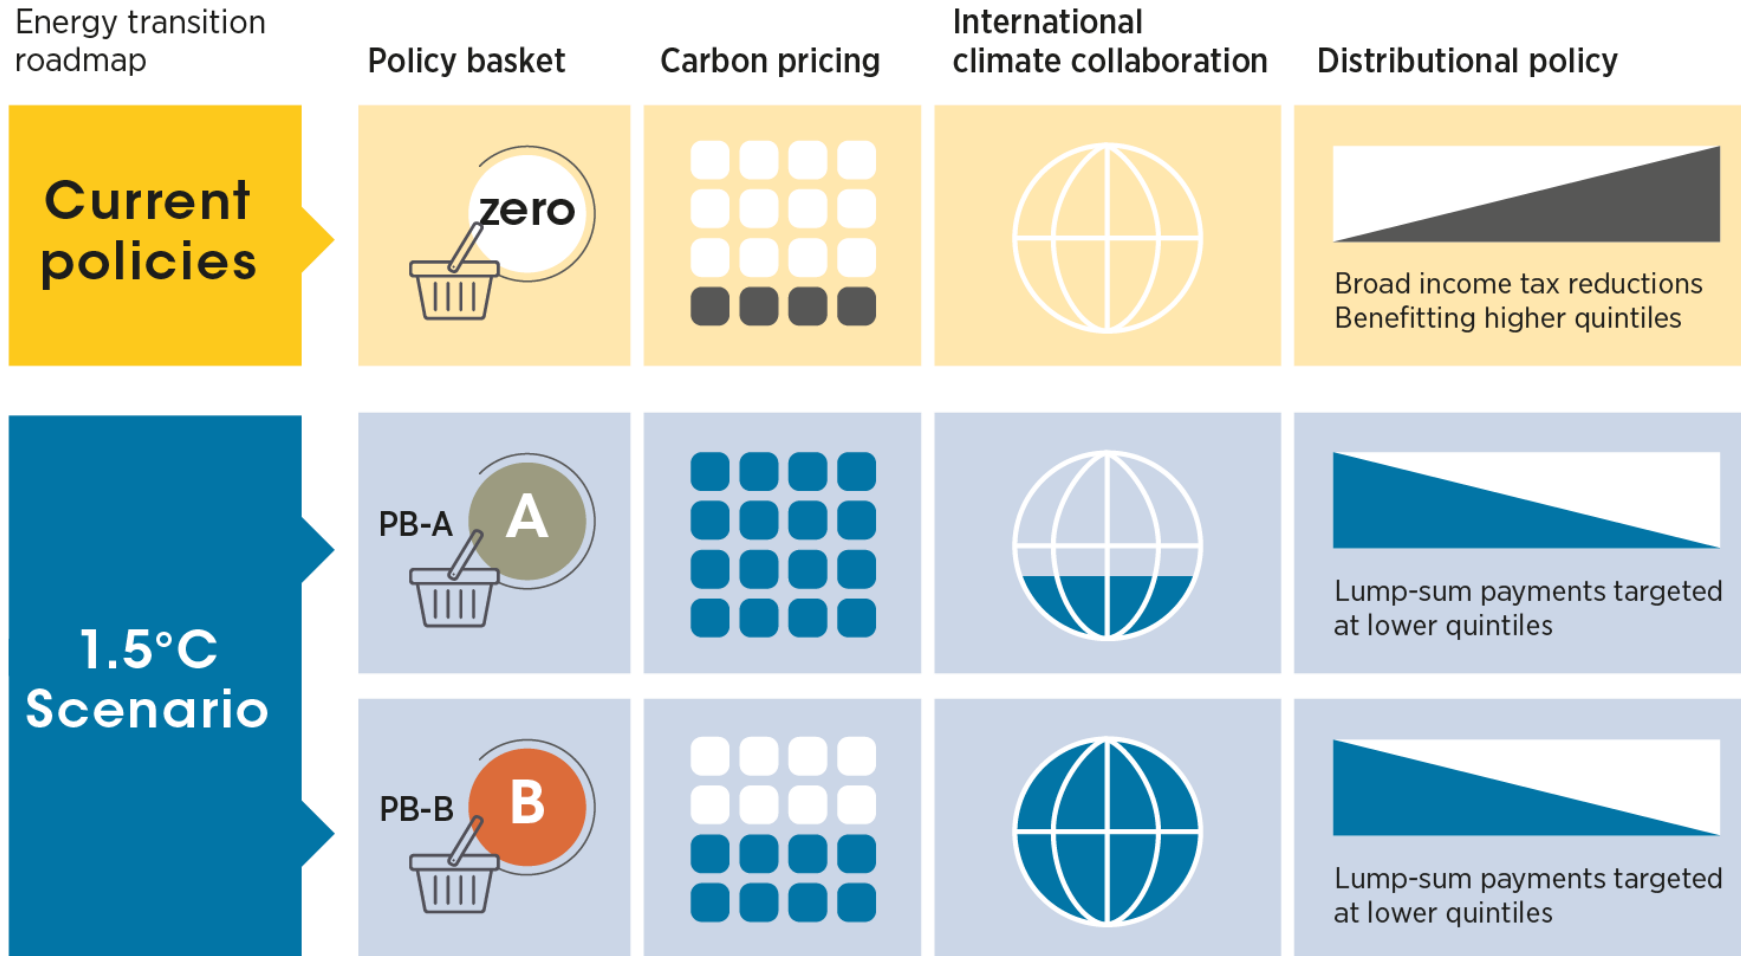 Energy transition
roadmap
Policy basket
Carbon pricing
International
climate collaboration
Distributional policy
Current
policies
zero
Broad income tax reductions
Benefitting higher quintiles
1.5°C
Scenario
PB-A
A
Lump-sum payments targeted
at lower quintiles
PB-B
B
Lump-sum payments targeted
at lower quintiles